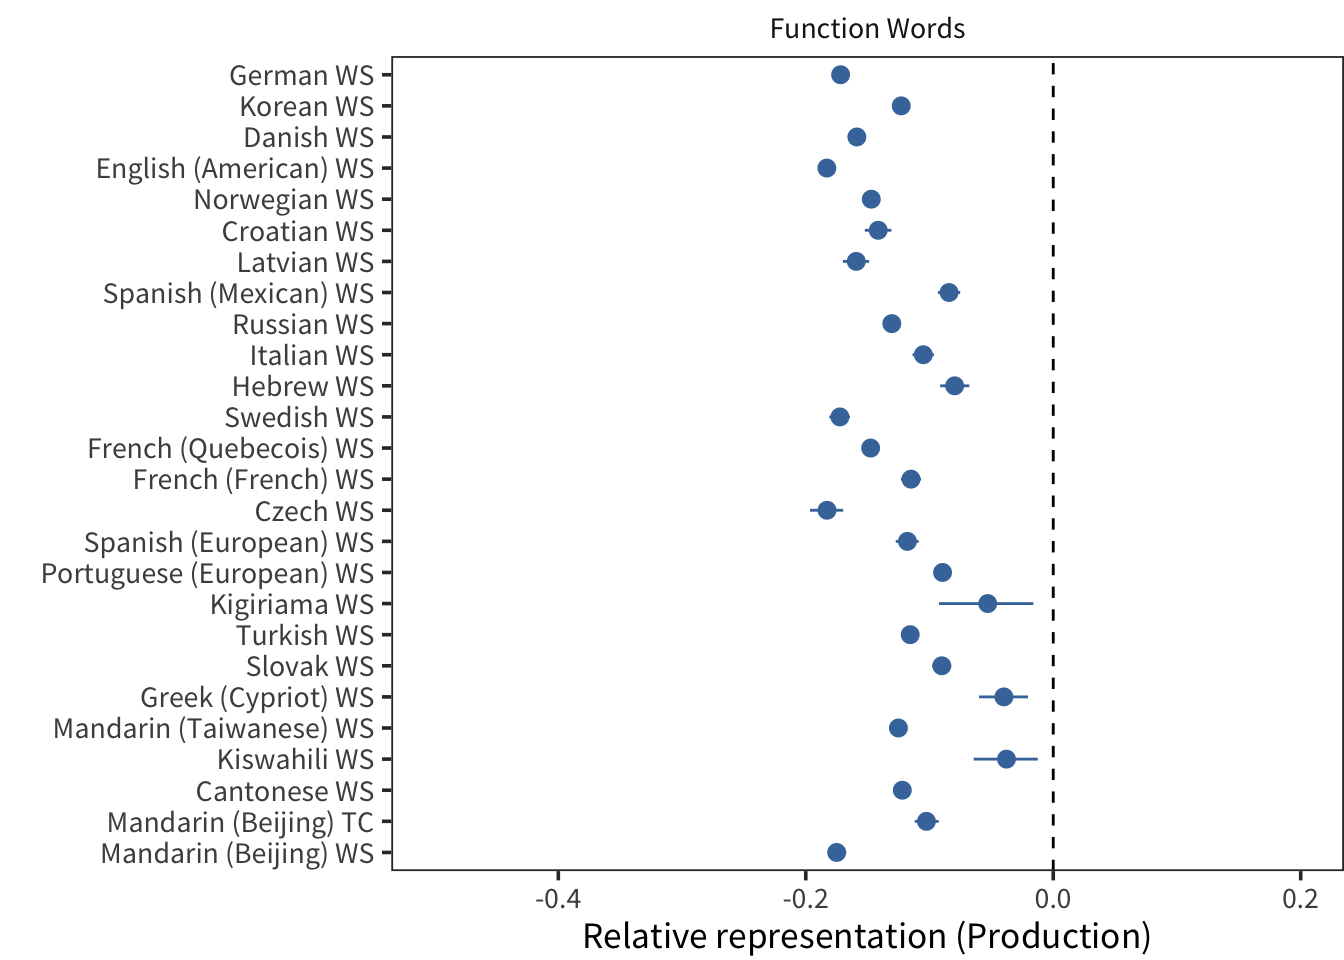 Function Words
German WS
Korean WS
Danish WS
English (American) WS
Norwegian WS
Croatian WS
Latvian WS
Spanish (Mexican) WS
Russian WS
Italian WS
Hebrew WS
Swedish WS
French (Quebecois) WS
French (French) WS
Czech WS
Spanish (European) WS
Portuguese (European) WS
Kigiriama WS
Turkish WS
Slovak WS
Greek (Cypriot) WS
Mandarin (Taiwanese) WS
Kiswahili WS
Cantonese WS
Mandarin (Beijing) TC
Mandarin (Beijing) WS
-0.4 -0.2 0.0 0.2
Relative representation (Production)